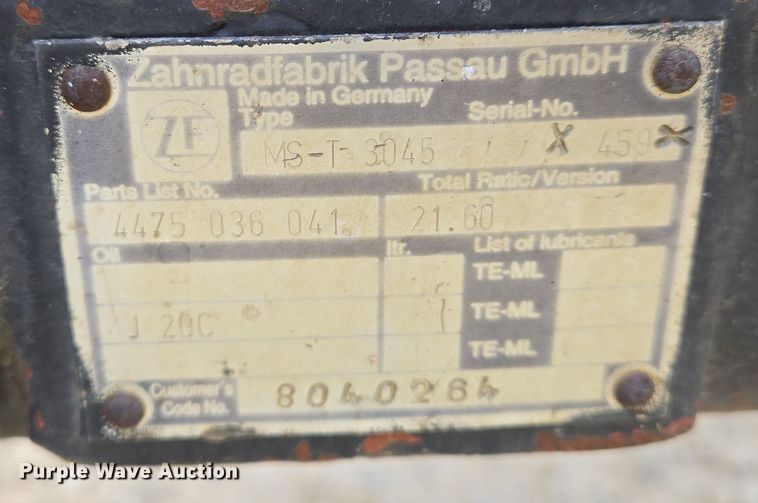 Zahnradfabrik Passau GmbH
Made in Germany
ZF
Type Serial-No.
MS-T 3045 X 459 X
Parts List No. Total Ratio/Version
4475 036 041 21.60
Oil ltr. List of lubricants
TE-ML
J 20C TE-ML
TE-ML
Customer's
Code No. 8040264
Purple Wave Auction